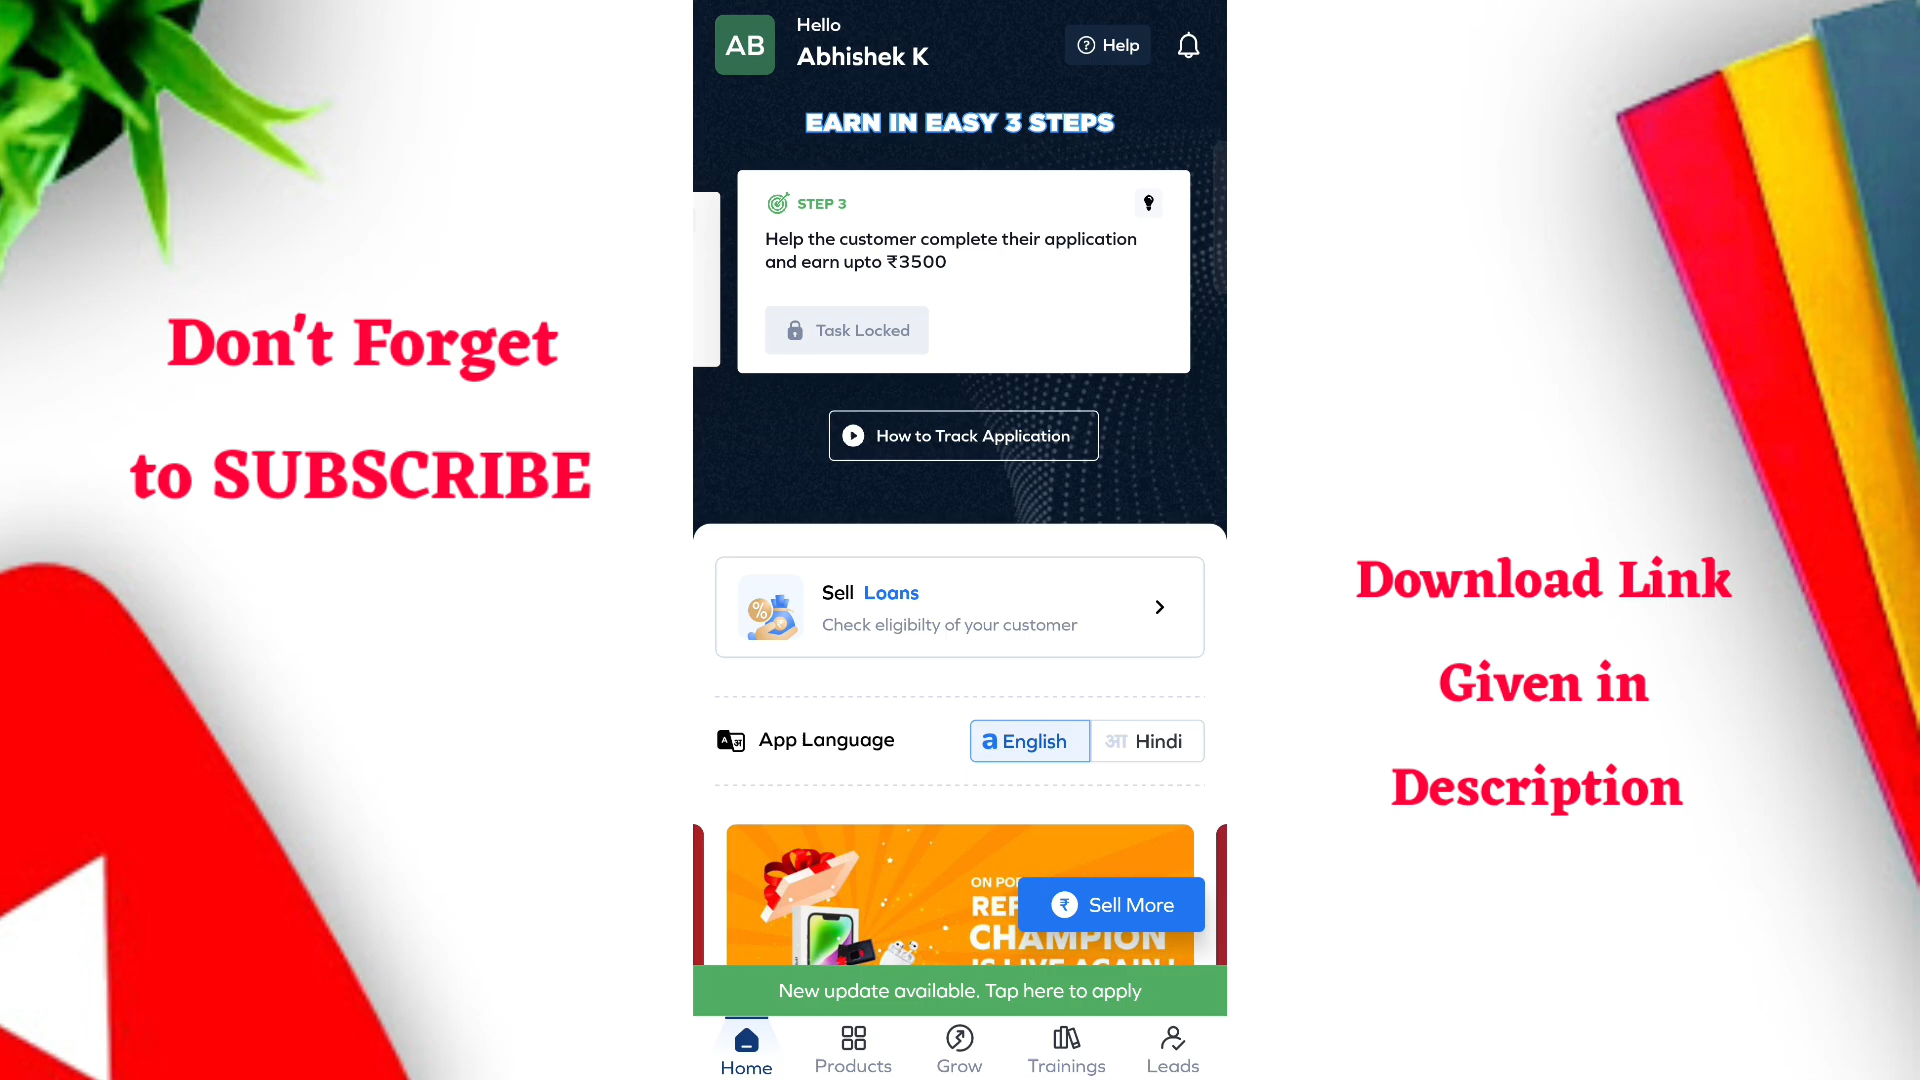 AB
Hello
Abhishek K
Help
EARN IN EASY 3 STEPS
STEP 3
Help the customer complete their application
and earn upto ₹3500
Task Locked
How to Track Application
Don't Forget
to SUBSCRIBE
Sell Loans
Check eligibilty of your customer
App Language
a English
आ Hindi
Download Link
Given in
Description
ON
CHAMPION
IS LIVE AGAIN !
₹ Sell More
New update available. Tap here to apply
Home
Products
Grow
Trainings
Leads